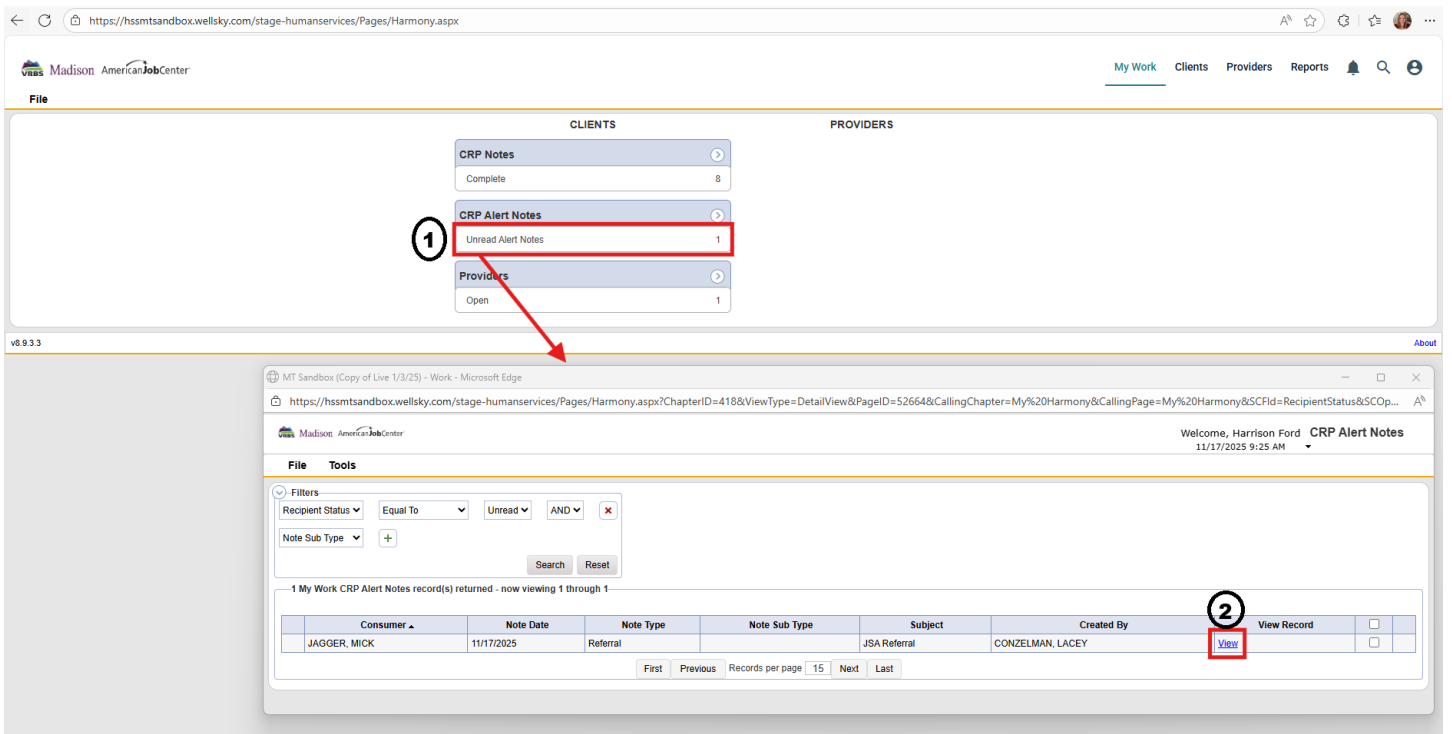 https://hssmtsandbox.wellsky.com/stage-humanservices/Pages/Harmony.aspx
VRBS Madison AmericanJobCenter
My Work Clients Providers Reports
File
CLIENTS PROVIDERS
CRP Notes
Complete 8
CRP Alert Notes
1 Unread Alert Notes 1
Providers
Open 1
v8.9.3.3 About
MT Sandbox (Copy of Live 1/3/25) - Work - Microsoft Edge
https://hssmtsandbox.wellsky.com/stage-humanservices/Pages/Harmony.aspx?ChapterID=418&ViewType=DetailView&PageID=52664&CallingChapter=My%20Harmony&CallingPage=My%20Harmony&SCFId=RecipientStatus&SCOp...
VRBS Madison AmericanJobCenter
Welcome, Harrison Ford CRP Alert Notes
11/17/2025 9:25 AM
File Tools
Filters
Recipient Status Equal To Unread AND
Note Sub Type
Search Reset
1 My Work CRP Alert Notes record(s) returned - now viewing 1 through 1
2
Consumer Note Date Note Type Note Sub Type Subject Created By View Record
JAGGER, MICK 11/17/2025 Referral JSA Referral CONZELMAN, LACEY View
First Previous Records per page 15 Next Last